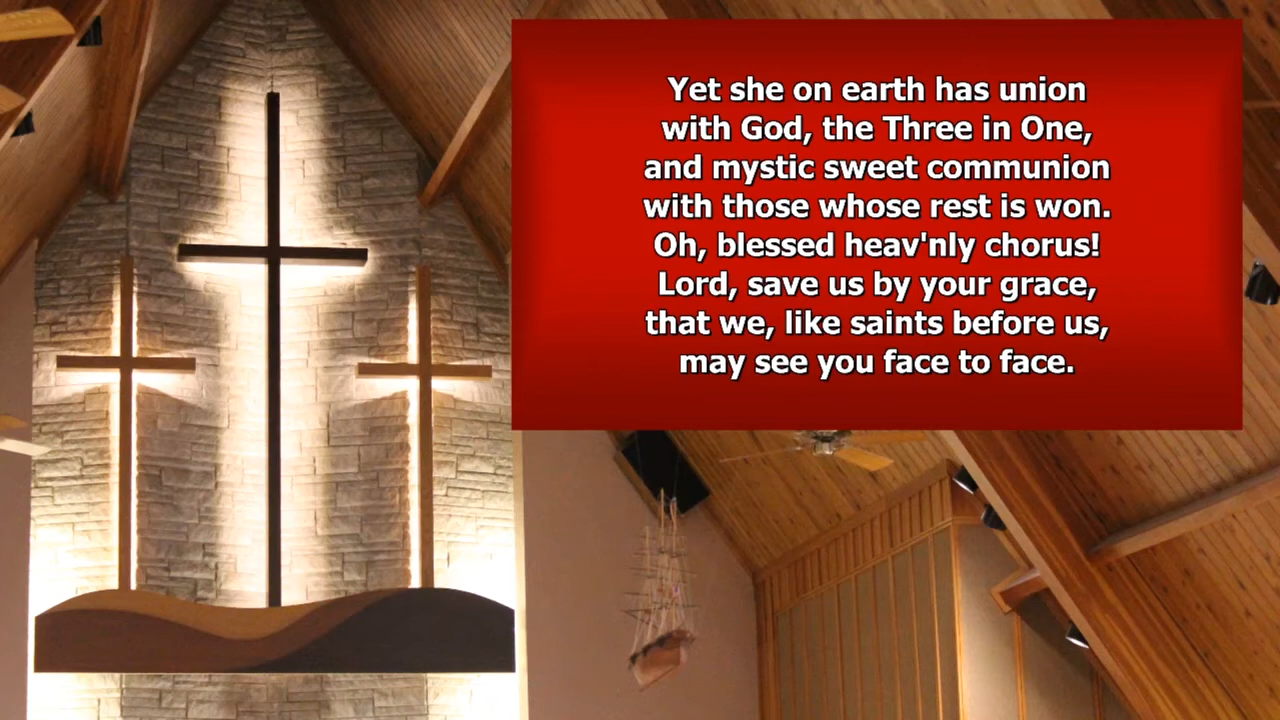 Yet she on earth has union
with God, the Three in One,
and mystic sweet communion
with those whose rest is won.
Oh, blessed heav'nly chorus!
Lord, save us by your grace,
that we, like saints before us,
may see you face to face.